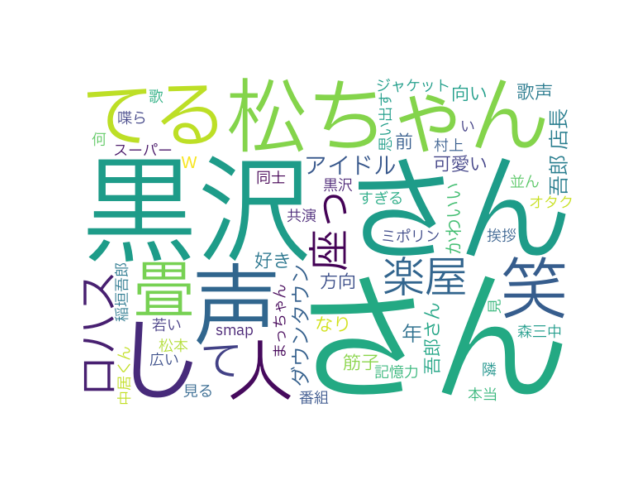 歌
喋ら
何
スーパー
てる
W
松ちゃん
ジャケット
思い出す
向い
前
い
村上
歌声
吾郎
店長
可愛い
アイドル
黒沢
同士
共演
黒沢
すぎる
さん
かわいい
並ん
オタク
ミポリン
挨拶
座っ
楽屋
笑
方向
好き
畳
声
稲垣吾郎
ロハス
し
て
人
smap
まっちゃん
ダウンタウン
なり
さん
年
吾郎さん
見
森三中
隣
筋子
記憶力
本当
若い
松本
広い
中居くん
見る
番組